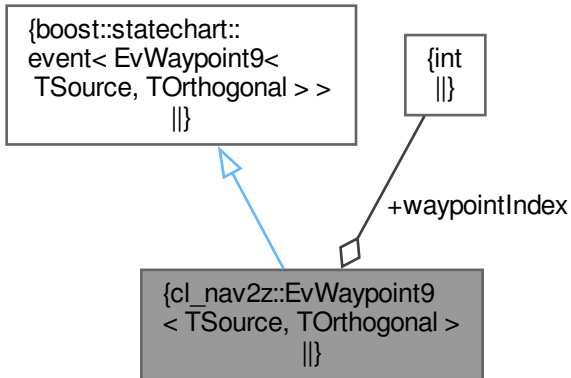 {boost::statechart::
event< EvWaypoint9<
TSource, TOrthogonal > >
||}
{int
||}
+waypointIndex
{cl_nav2z::EvWaypoint9
< TSource, TOrthogonal >
||}